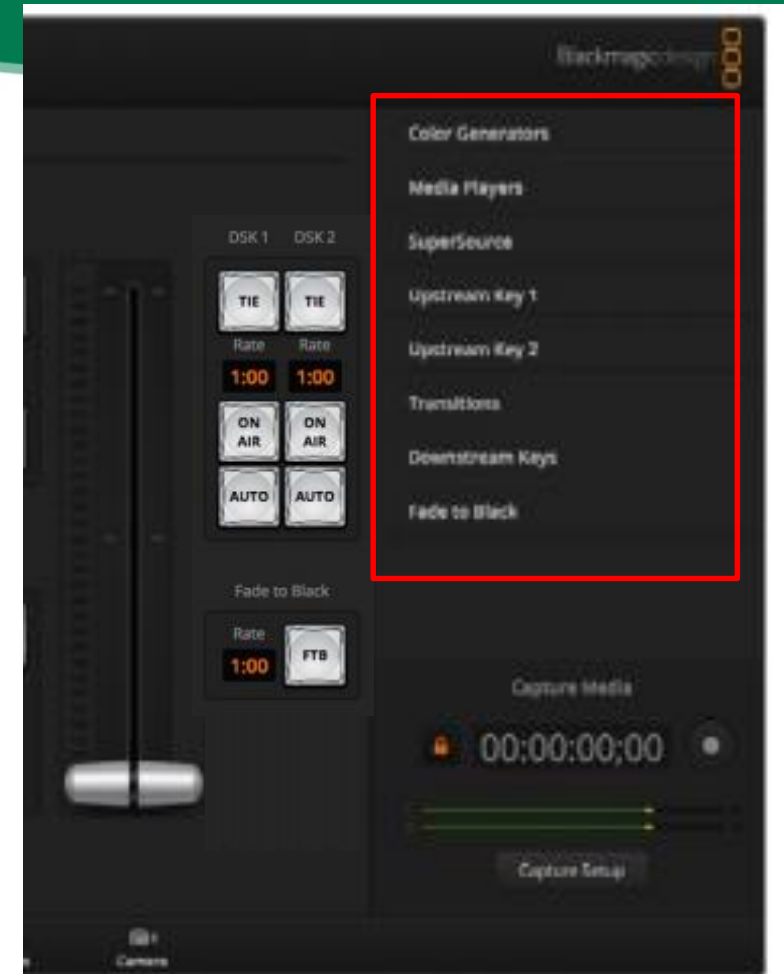 Blackmagicdesign
Color Generators
Media Players
DSK 1 DSK 2
SuperSource
TIE TIE
Upstream Key 1
Rate Rate
Upstream Key 2
1:00 1:00
Transitions
ON AIR ON AIR
Downstream Keys
AUTO AUTO
Fade to Black
Fade to Black
Rate
1:00 FTB
Capture Media
00:00:00;00
Capture Setup
Camera